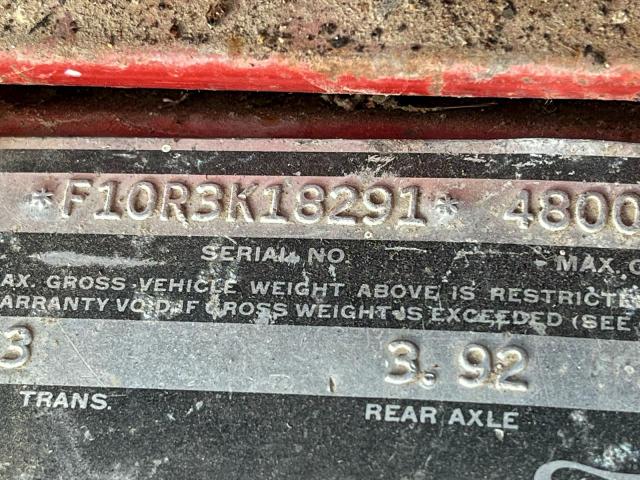 *F10R3K18291* 4800
SERIAL NO. MAX. G
AX. GROSS VEHICLE WEIGHT ABOVE IS RESTRICTE
ARRANTY VOID IF GROSS WEIGHT IS EXCEEDED (SEE
3 3.92
TRANS. REAR AXLE